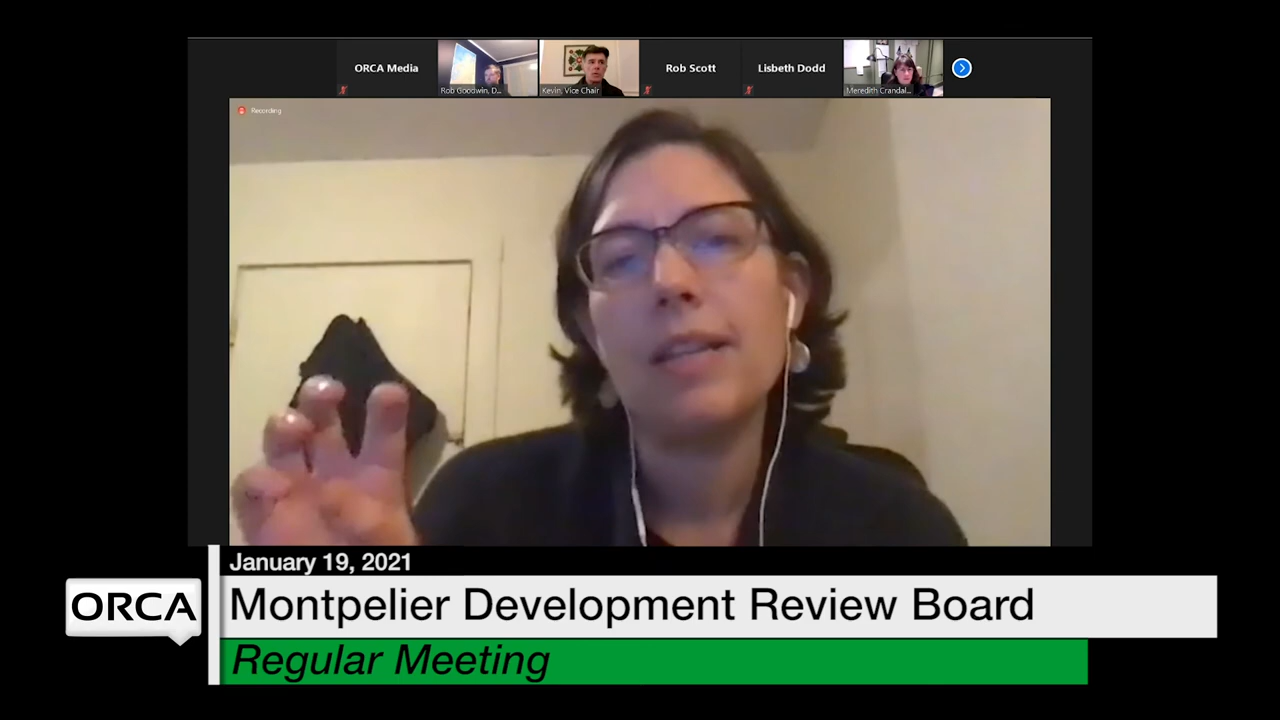 ORCA Media
Rob Goodwin, D...
Kevin, Vice Chair
Rob Scott
Lisbeth Dodd
Meredith Crandal...
Recording
January 19, 2021
ORCA
Montpelier Development Review Board
Regular Meeting